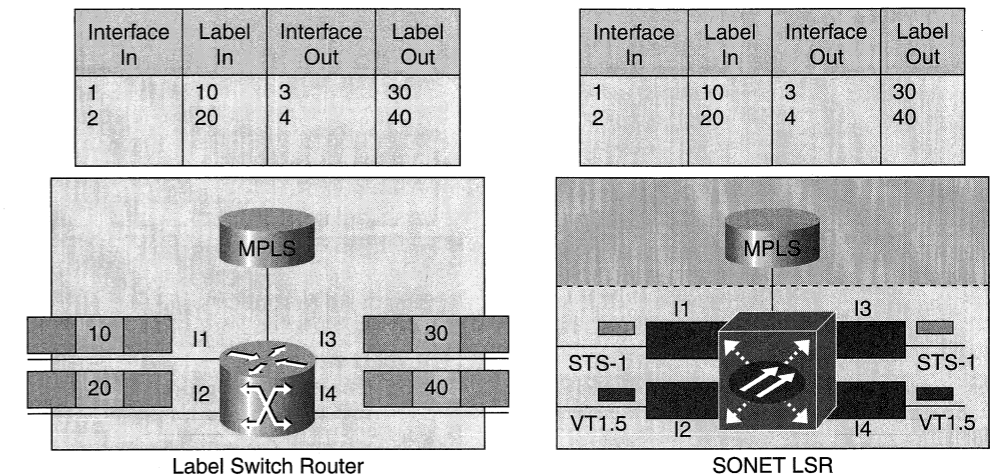 Interface In Label In Interface Out Label Out
1 10 3 30
2 20 4 40
Interface In Label In Interface Out Label Out
1 10 3 30
2 20 4 40
MPLS
10 I1 I3 30
20 I2 I4 40
Label Switch Router
MPLS
I1 I3
STS-1 STS-1
VT1.5 VT1.5
I2 I4
SONET LSR